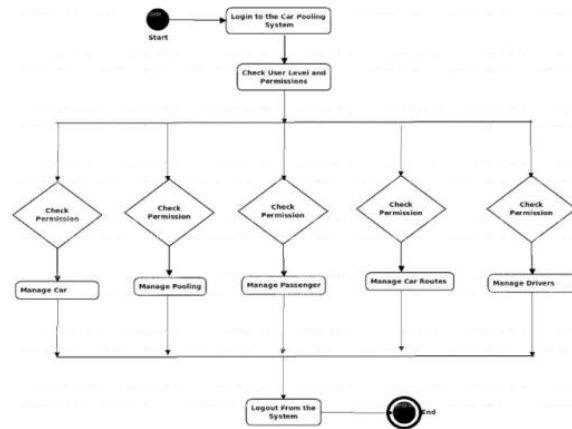 Login to the Car Pooling
System
Start
Check User Level and
Permissions
Check
Permission
Check
Permission
Check
Permission
Check
Permission
Check
Permission
Manage Car
Manage Pooling
Manage Passenger
Manage Car Routes
Manage Drivers
Logout From the
System
End